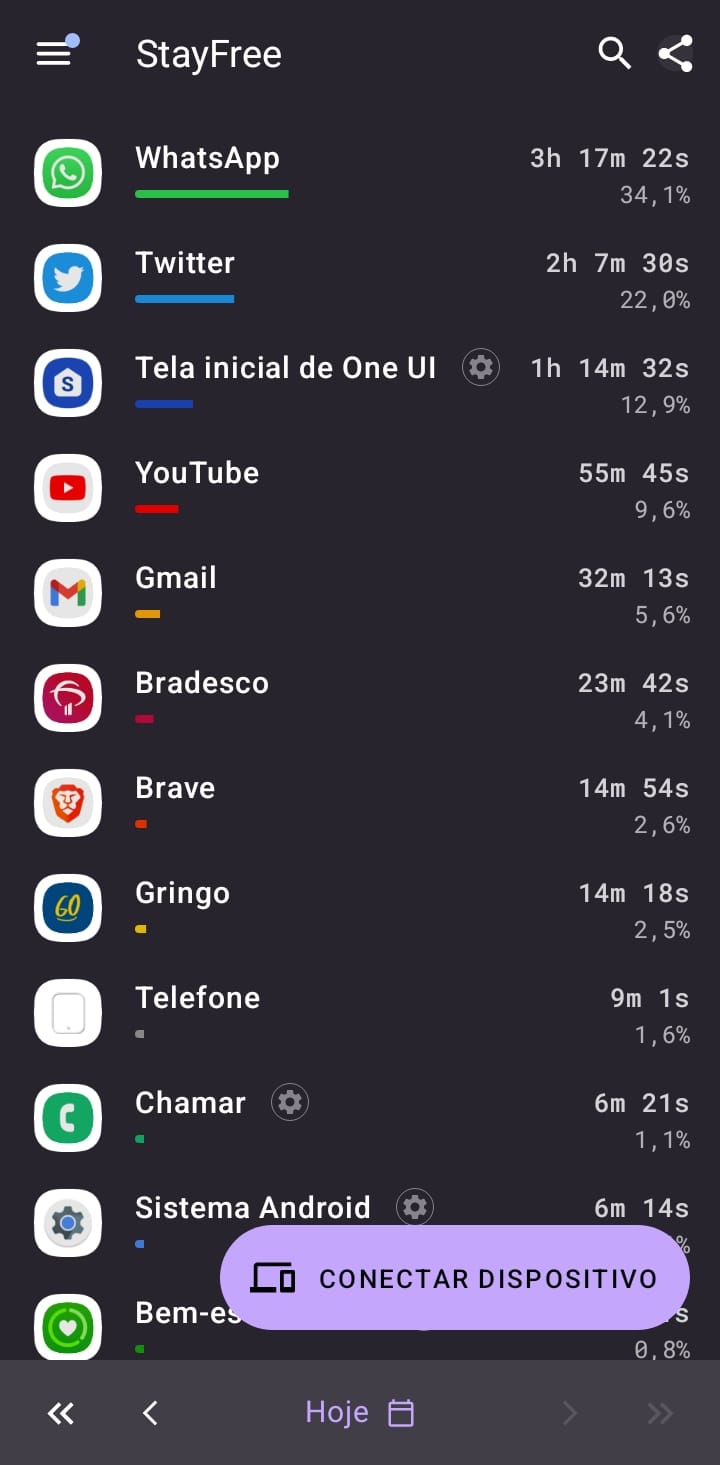 StayFree
WhatsApp 3h 17m 22s
34,1%
Twitter 2h 7m 30s
22,0%
Tela inicial de One UI 1h 14m 32s
12,9%
YouTube 55m 45s
9,6%
Gmail 32m 13s
5,6%
Bradesco 23m 42s
4,1%
Brave 14m 54s
2,6%
Gringo 14m 18s
2,5%
Telefone 9m 1s
1,6%
Chamar 6m 21s
1,1%
Sistema Android 6m 14s
%
CONECTAR DISPOSITIVO
Bem-es s
0,8%
Hoje